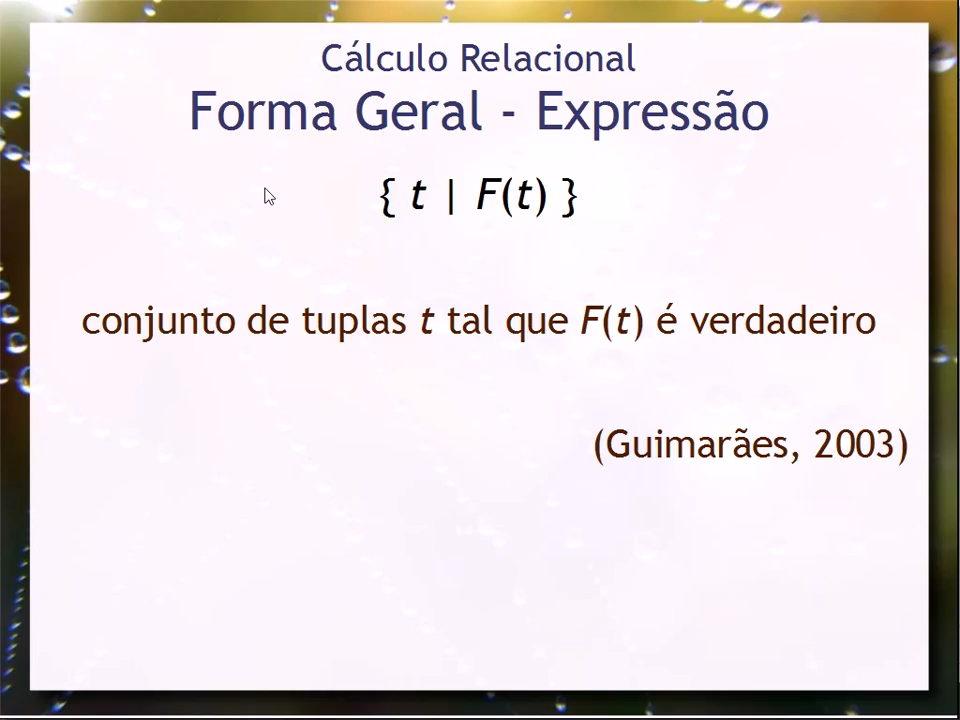 Cálculo Relacional
Forma Geral - Expressão
{ t | F(t) }
conjunto de tuplas t tal que F(t) é verdadeiro
(Guimarães, 2003)